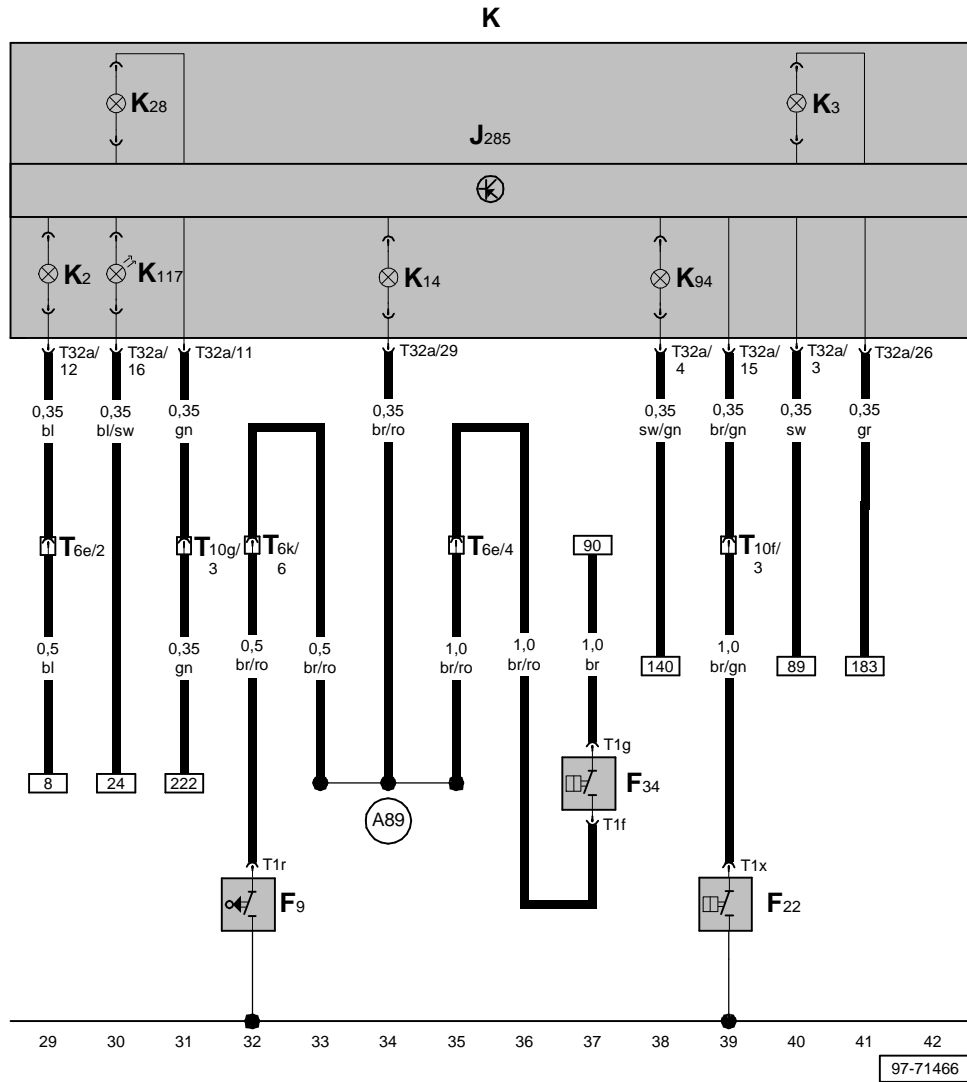 K
K28
K3
J285
K2
K117
K14
K94
T32a/
12
T32a/
16
T32a/11
T32a/29
T32a/
4
T32a/
15
T32a/
3
T32a/26
0,35
bl
0,35
bl/sw
0,35
gn
0,35
br/ro
0,35
sw/gn
0,35
br/gn
0,35
sw
0,35
gr
T6e/2
T10g/
3
T6k/
6
T6e/4
90
T10f/
3
0,5
bl
0,35
gn
0,5
br/ro
0,5
br/ro
1,0
br/ro
1,0
br/ro
1,0
br
140
1,0
br/gn
89
183
8
24
222
T1g
F34
A89
T1f
T1r
F9
T1x
F22
29 30 31 32 33 34 35 36 37 38 39 40 41 42
97-71466